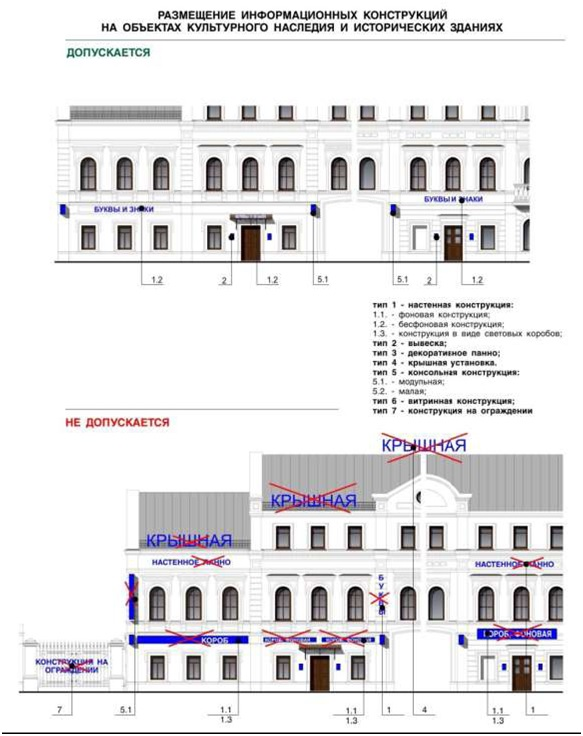 РАЗМЕЩЕНИЕ ИНФОРМАЦИОННЫХ КОНСТРУКЦИЙ
НА ОБЪЕКТАХ КУЛЬТУРНОГО НАСЛЕДИЯ И ИСТОРИЧЕСКИХ ЗДАНИЯХ
ДОПУСКАЕТСЯ
БУКВЫ И ЗНАКИ
БУКВЫ И ЗНАКИ
1.2
2
1.2
5.1
5.1
2
1.2
тип 1 - настенная конструкция:
1.1. - фоновая конструкция;
1.2. - бесфоновая конструкция;
1.3. - конструкция в виде световых коробов;
тип 2 - вывеска;
тип 3 - декоративное панно;
тип 4 - крышная установка.
тип 5 - консольная конструкция:
5.1. - модульная;
5.2. - малая;
тип 6 - витринная конструкция;
тип 7 - конструкция на ограждении
НЕ ДОПУСКАЕТСЯ
КРЫШНАЯ
КРЫШНАЯ
КРЫШНАЯ
НАСТЕННОЕ ПАННО
НАСТЕННОЕ ПАННО
БУКВЫ
КОРОБ
КОРОБ, ФОНОВАЯ
КОРОБ, ФОНОВАЯ
КОРОБ, ФОНОВАЯ
КОНСТРУКЦИЯ НА
ОГРАЖДЕНИИ
7
5.1
1.1
1.3
1.1
1.3
1
4
1.1
1.3
1